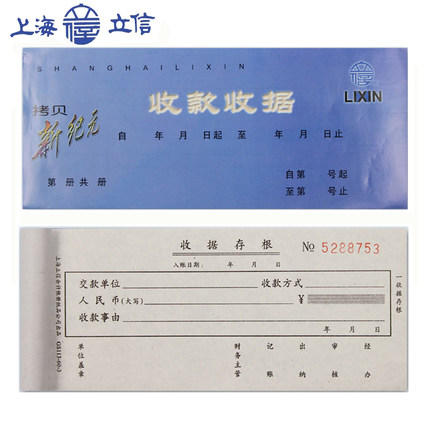 上海 立信
SHANGHAI LIXIN
拷贝
新纪元
收款收据
LIXIN
自 年 月 日起 至 年 月 日止
第 册共 册
自第 号起
至第 号止
收据存根
№ 5288753
入账日期： 年 月 日
交款单位 收款方式
人民币(大写) ¥
收款事由
年 月 日
单位盖章
财务主管
记账
出纳
审核
经办
一 收据存根